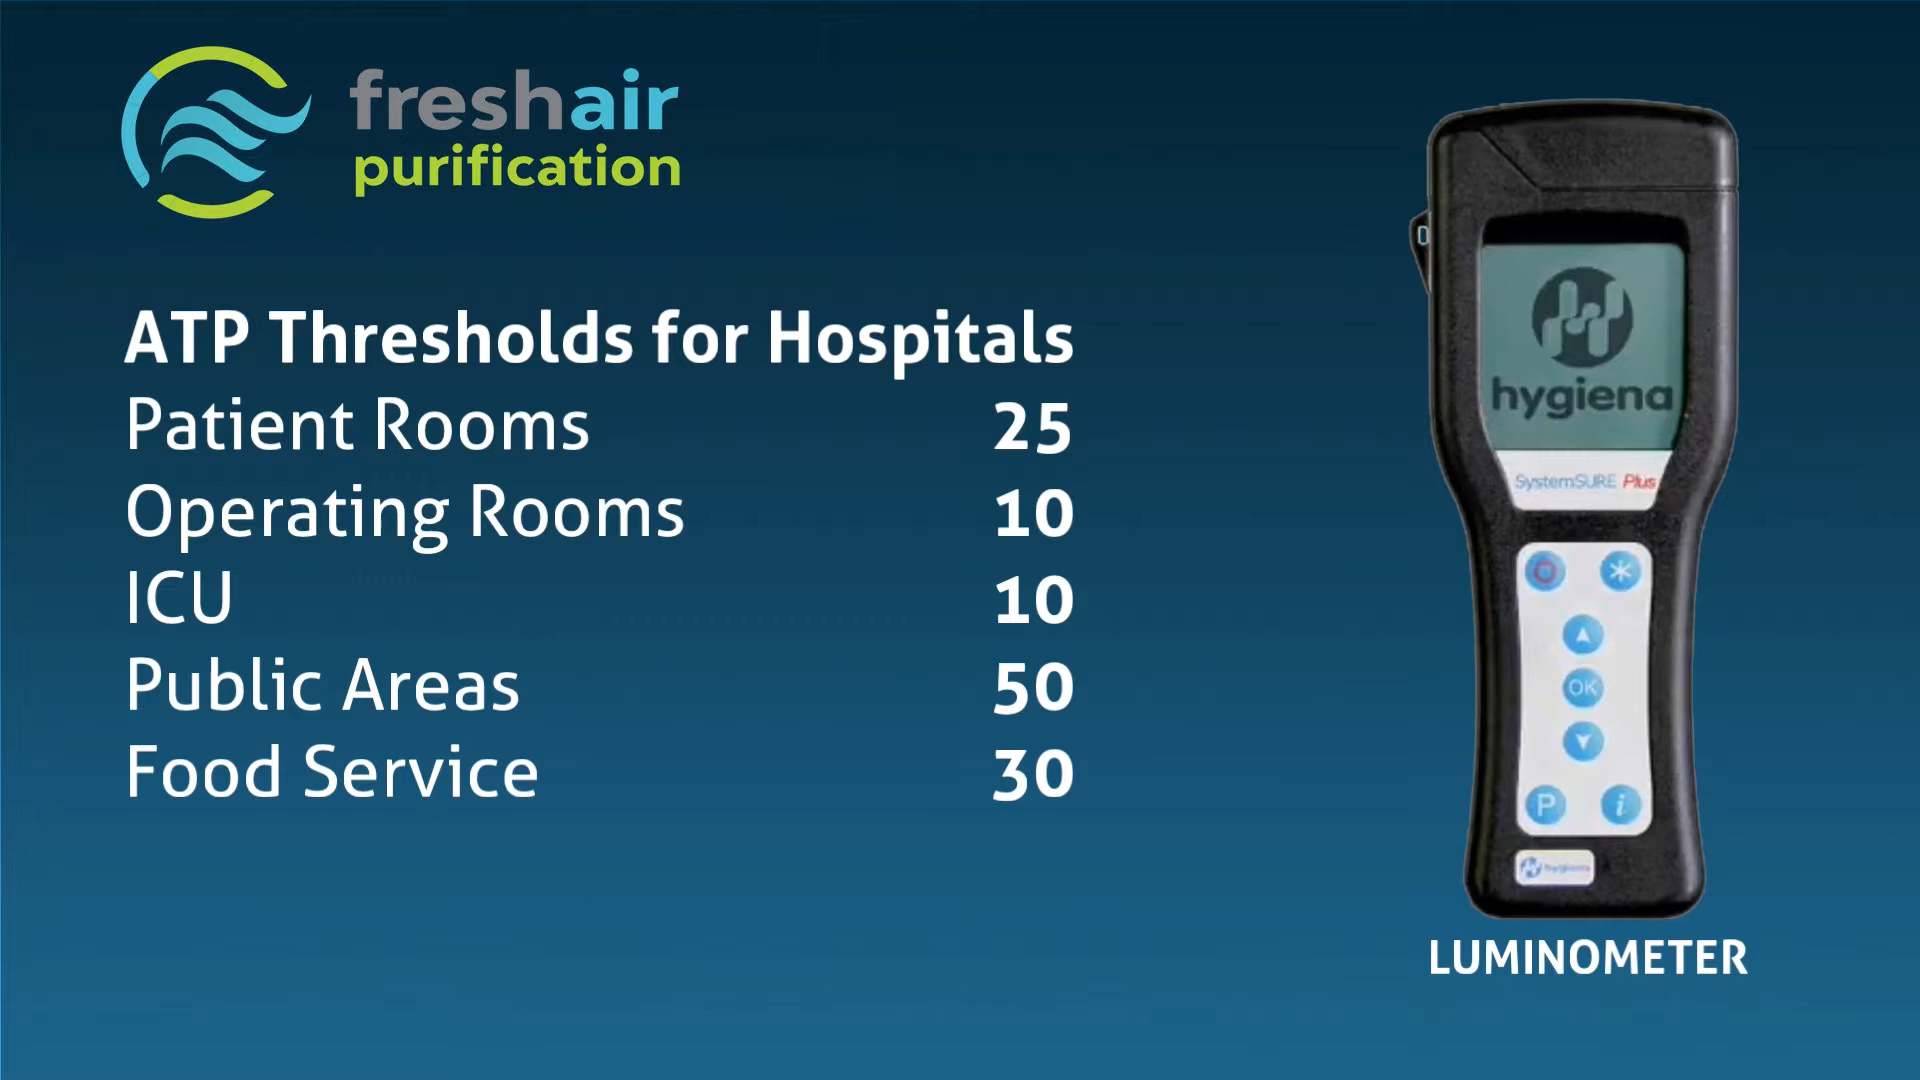 freshair
purification
ATP Thresholds for Hospitals
Patient Rooms 25
Operating Rooms 10
ICU 10
Public Areas 50
Food Service 30
hygiena
SystemSURE Plus
OK
P i
hygiena
LUMINOMETER